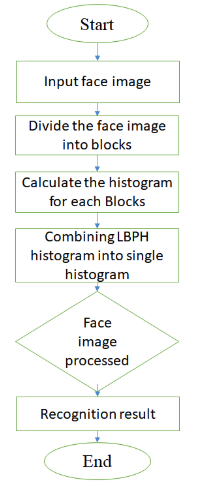 Start
Input face image
Divide the face image
into blocks
Calculate the histogram
for each Blocks
Combining LBPH
histogram into single
histogram
Face
image
processed
Recognition result
End